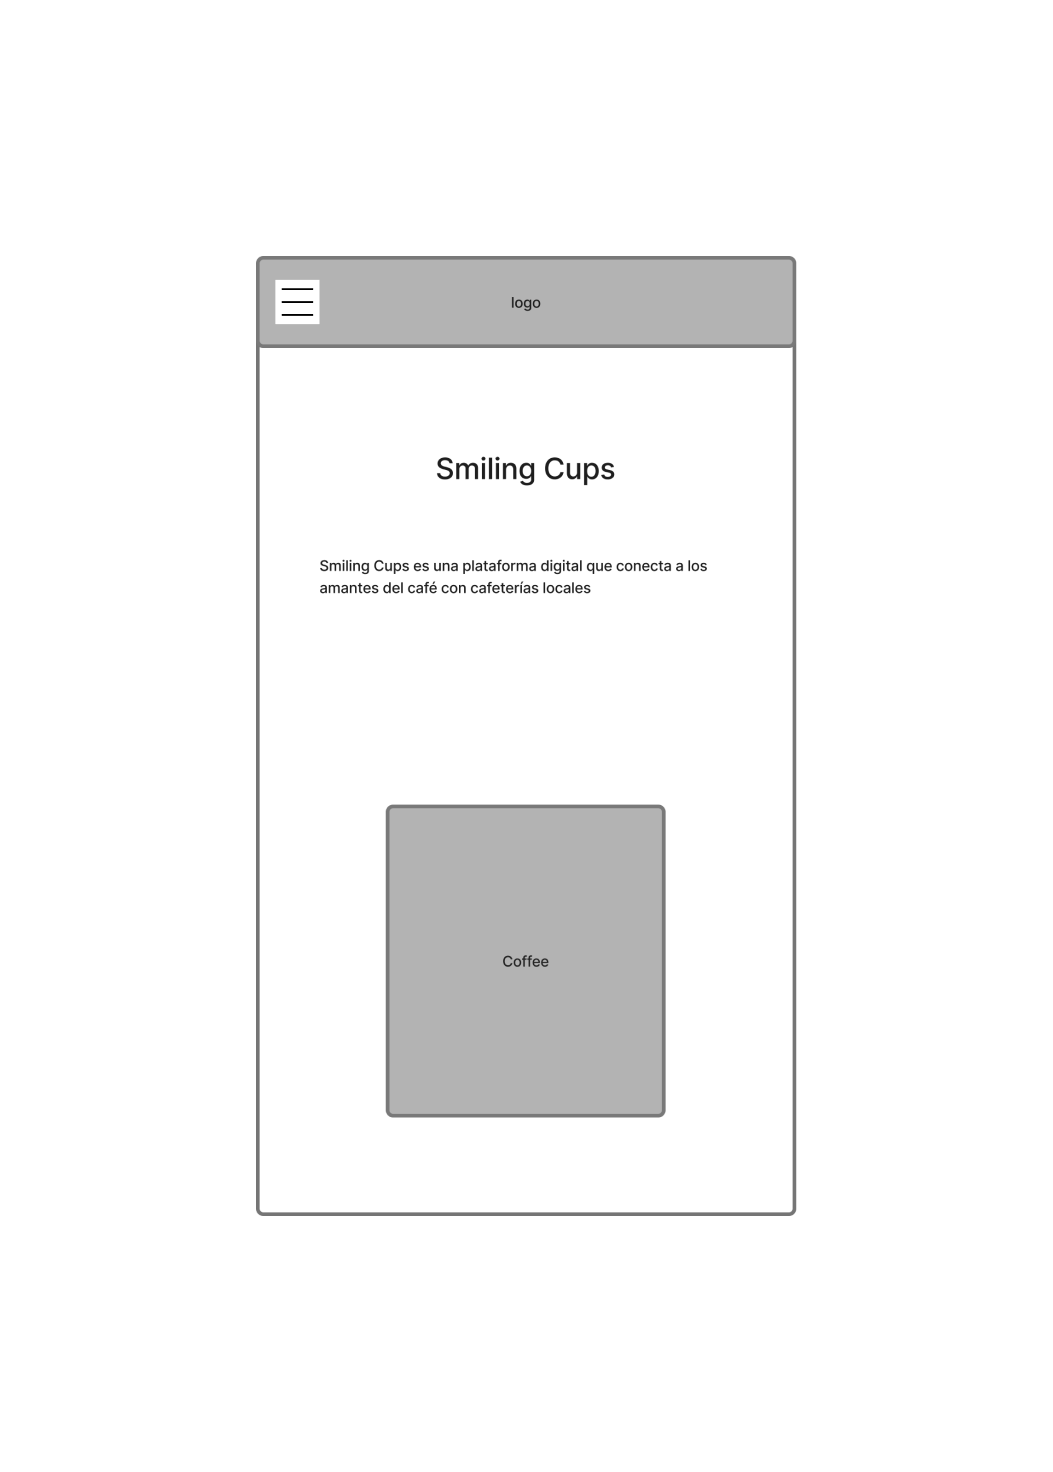 logo
Smiling Cups
Smiling Cups es una plataforma digital que conecta a los
amantes del café con cafeterías locales
Coffee